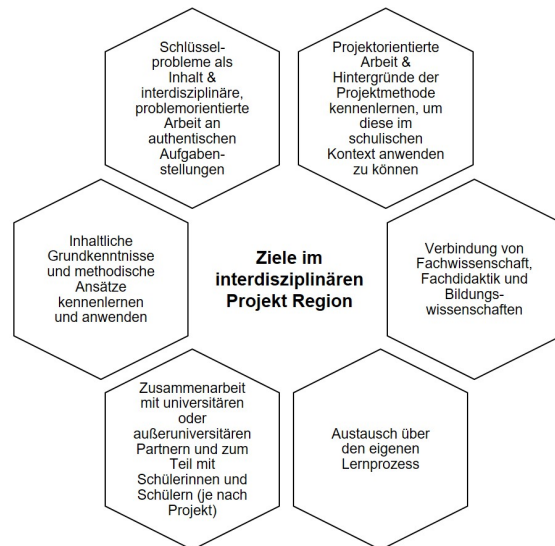 Schlüssel-
probleme als
Inhalt &
interdisziplinäre,
problemorientierte
Arbeit an
authentischen
Aufgaben-
stellungen
Projektorientierte
Arbeit &
Hintergründe der
Projektmethode
kennenlernen, um
diese im
schulischen
Kontext anwenden
zu können
Inhaltliche
Grundkenntnisse
und methodische
Ansätze
kennenlernen
und anwenden
Ziele im
interdisziplinären
Projekt Region
Verbindung von
Fachwissenschaft,
Fachdidaktik und
Bildungs-
wissenschaften
Zusammenarbeit
mit universitären
oder
außeruniversitären
Partnern und zum
Teil mit
Schülerinnen und
Schülern (je nach
Projekt)
Austausch über
den eigenen
Lernprozess